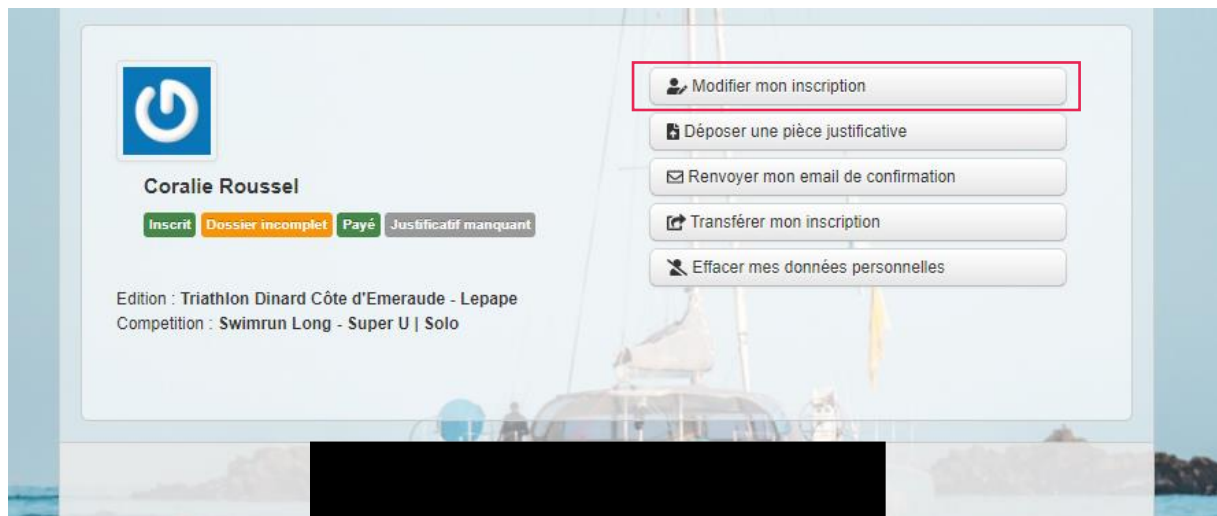 Coralie Roussel
Inscrit Dossier incomplet Payé Justificatif manquant
Edition : Triathlon Dinard Côte d'Emeraude - Lepape
Competition : Swimrun Long - Super U | Solo
Modifier mon inscription
Déposer une pièce justificative
Renvoyer mon email de confirmation
Transférer mon inscription
Effacer mes données personnelles